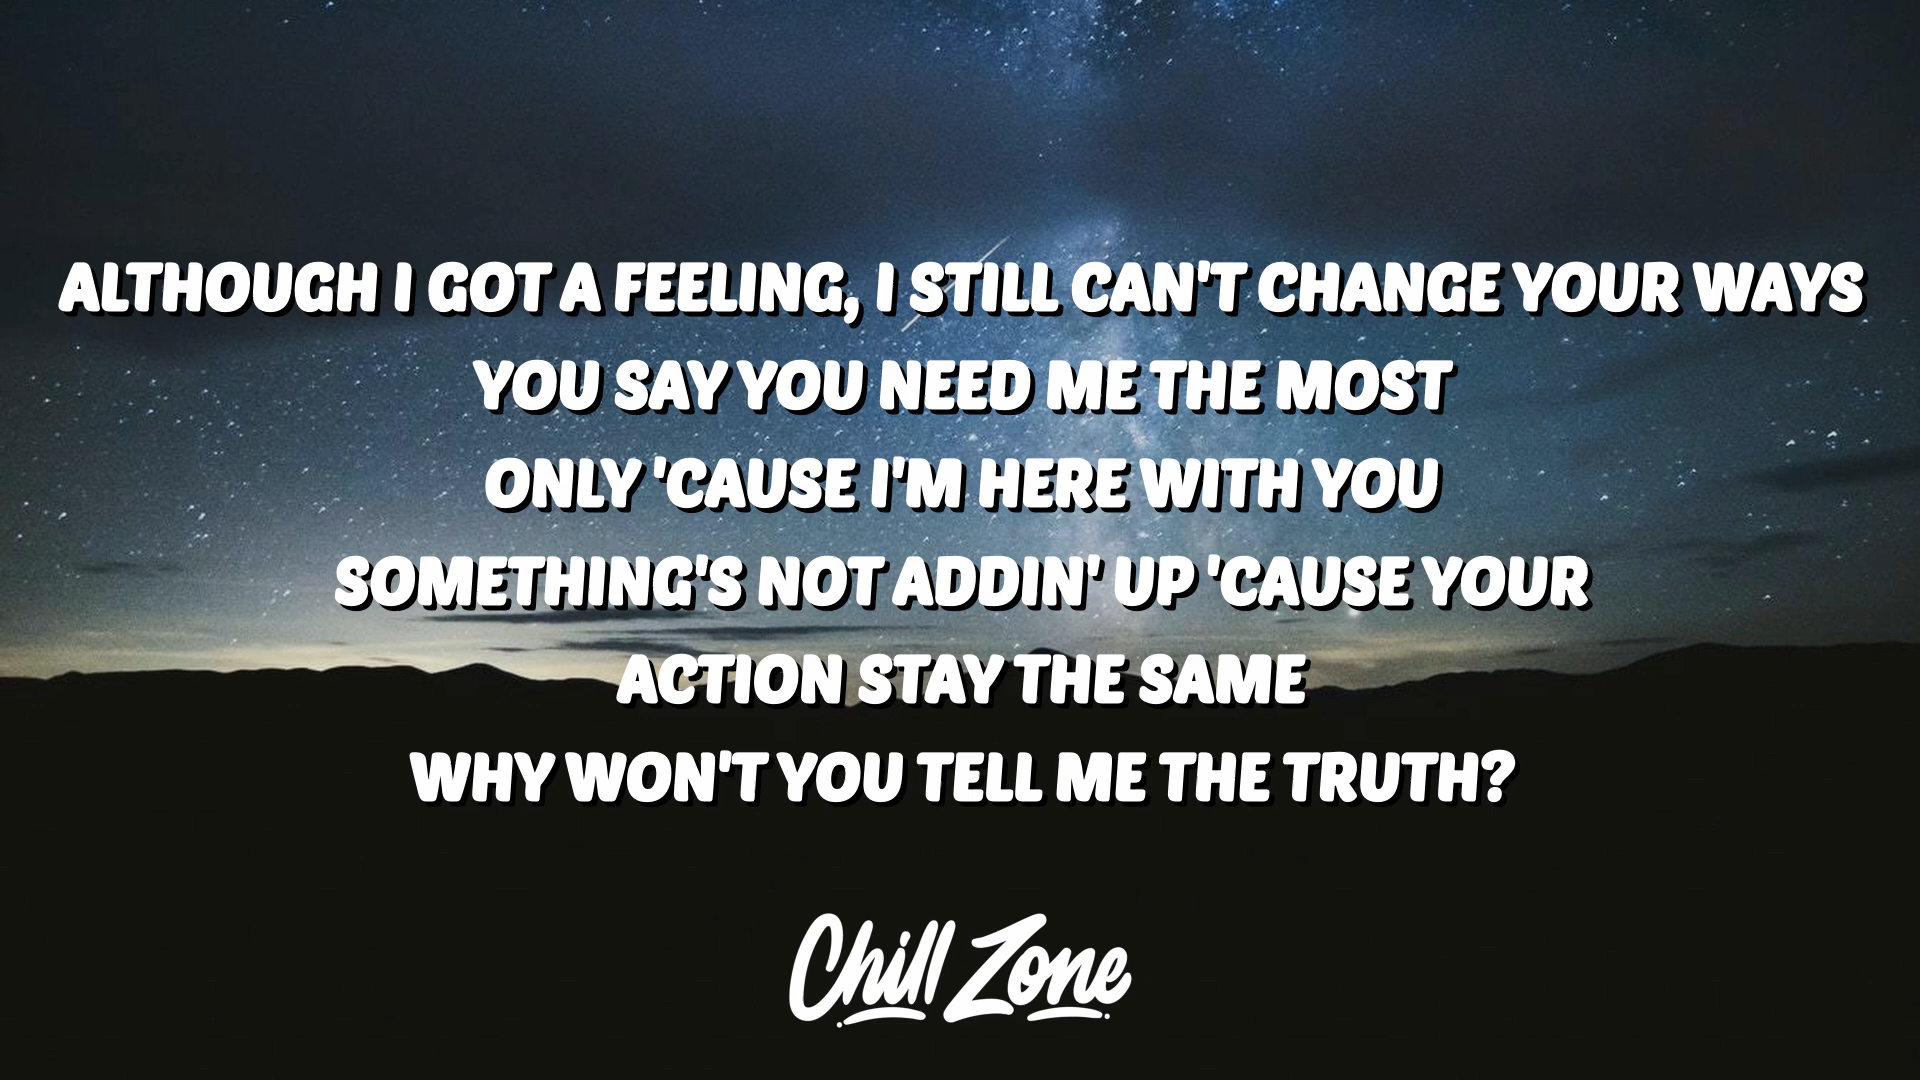 ALTHOUGH I GOT A FEELING, I STILL CAN'T CHANGE YOUR WAYS
YOU SAY YOU NEED ME THE MOST
ONLY 'CAUSE I'M HERE WITH YOU
SOMETHING'S NOT ADDIN' UP 'CAUSE YOUR
ACTION STAY THE SAME
WHY WON'T YOU TELL ME THE TRUTH?
Chill Zone